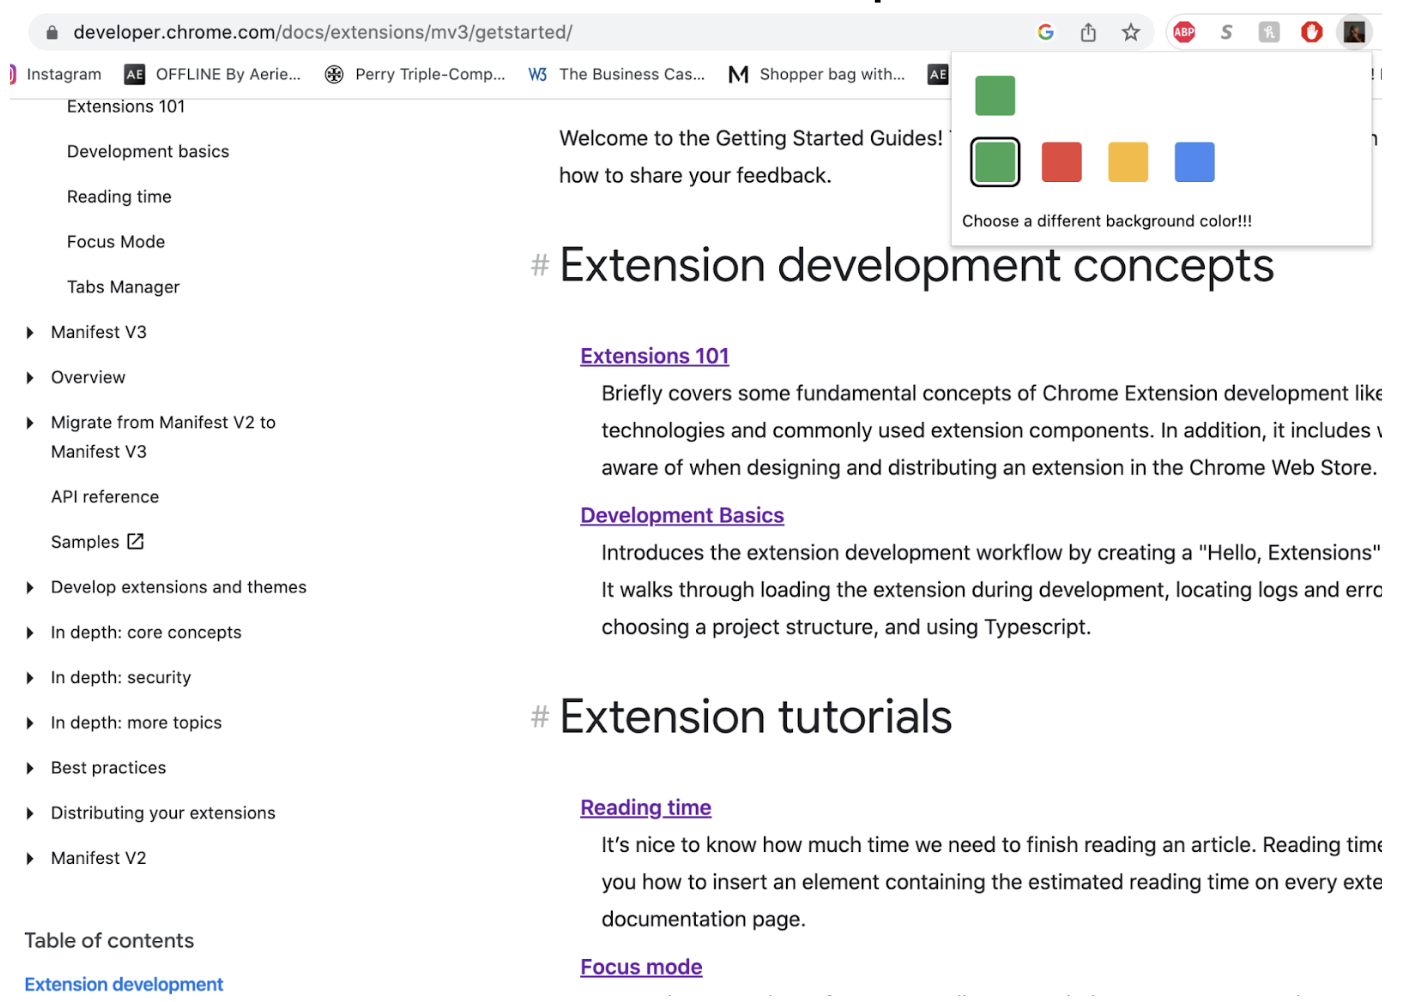 developer.chrome.com/docs/extensions/mv3/getstarted/
G
ABP
S
Instagram
AE OFFLINE By Aerie...
Perry Triple-Comp...
W3 The Business Cas...
M Shopper bag with...
AE
Extensions 101
Development basics
Reading time
Focus Mode
Tabs Manager
Manifest V3
Overview
Migrate from Manifest V2 to
Manifest V3
API reference
Samples
Develop extensions and themes
In depth: core concepts
In depth: security
In depth: more topics
Best practices
Distributing your extensions
Manifest V2
Table of contents
Extension development
Welcome to the Getting Started Guides!
how to share your feedback.
Choose a different background color!!!
# Extension development concepts
Extensions 101
Briefly covers some fundamental concepts of Chrome Extension development like
technologies and commonly used extension components. In addition, it includes
aware of when designing and distributing an extension in the Chrome Web Store.
Development Basics
Introduces the extension development workflow by creating a "Hello, Extensions"
It walks through loading the extension during development, locating logs and erro
choosing a project structure, and using Typescript.
# Extension tutorials
Reading time
It's nice to know how much time we need to finish reading an article. Reading time
you how to insert an element containing the estimated reading time on every exte
documentation page.
Focus mode